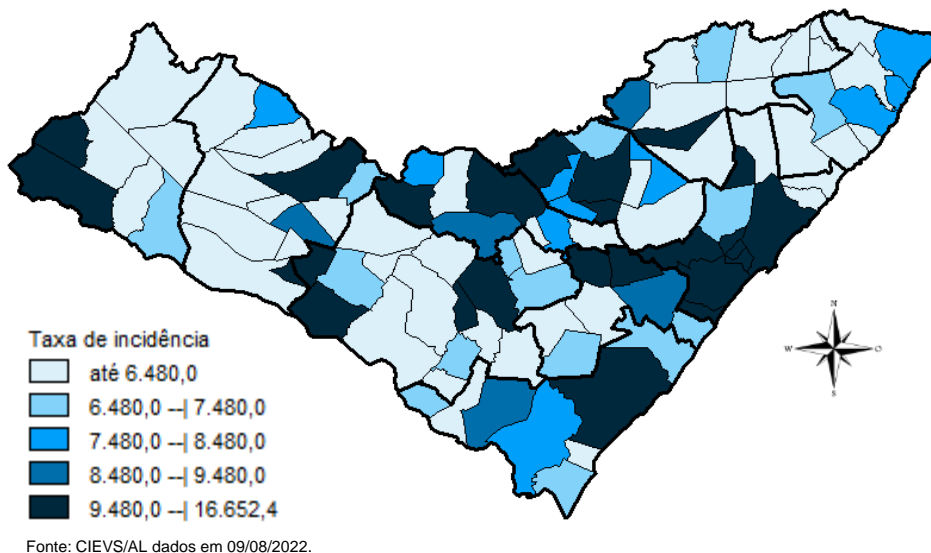 Taxa de incidência
até 6.480,0
6.480,0 --| 7.480,0
7.480,0 --| 8.480,0
8.480,0 --| 9.480,0
9.480,0 --| 16.652,4
Fonte: CIEVS/AL dados em 09/08/2022.
N
W
O
S